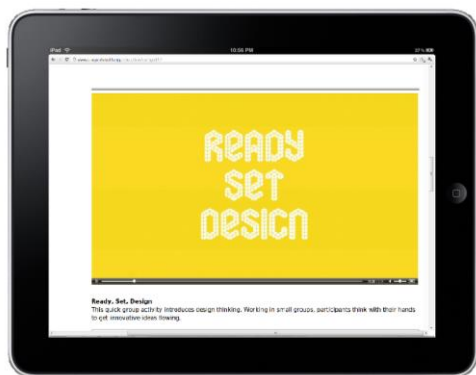 iPad
10:55 PM
READY
SET
DESIGN
Ready, Set, Design
This quick group activity introduces design thinking. Working in small groups, participants think with their hands
to get innovative ideas flowing.